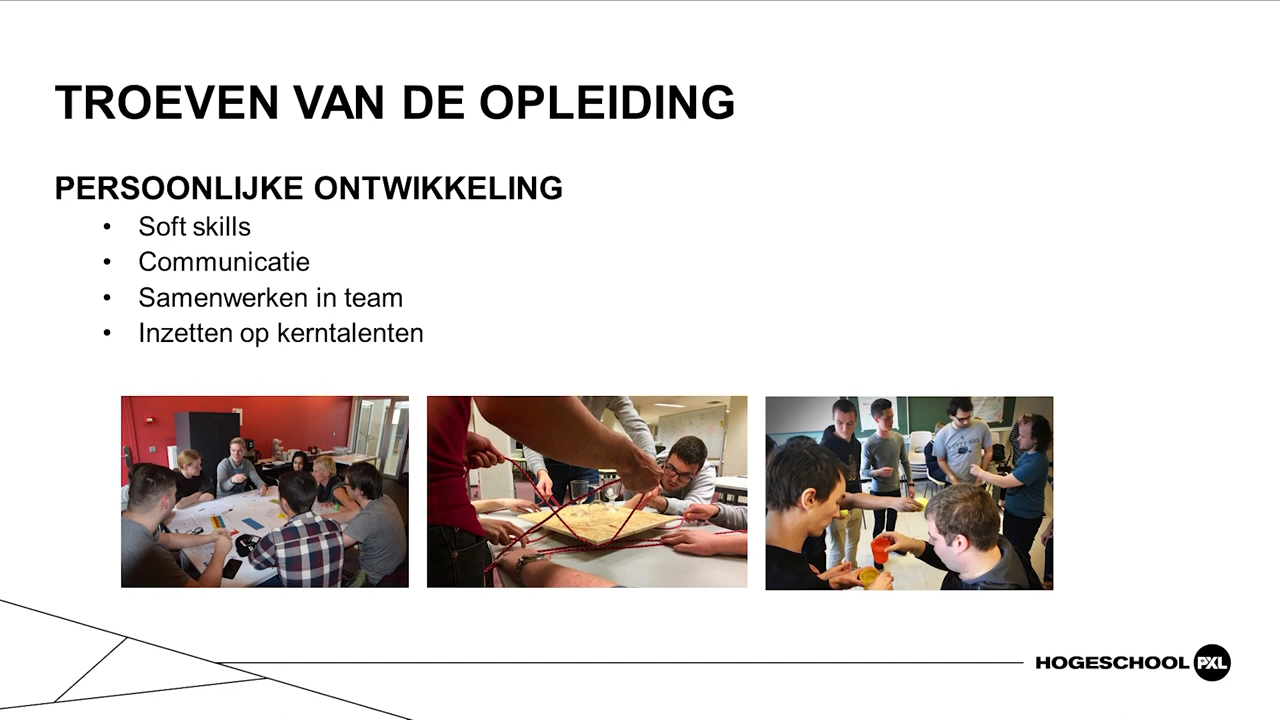 TROEVEN VAN DE OPLEIDING
PERSOONLIJKE ONTWIKKELING
• Soft skills
• Communicatie
• Samenwerken in team
• Inzetten op kerntalenten
HOGESCHOOL PXL